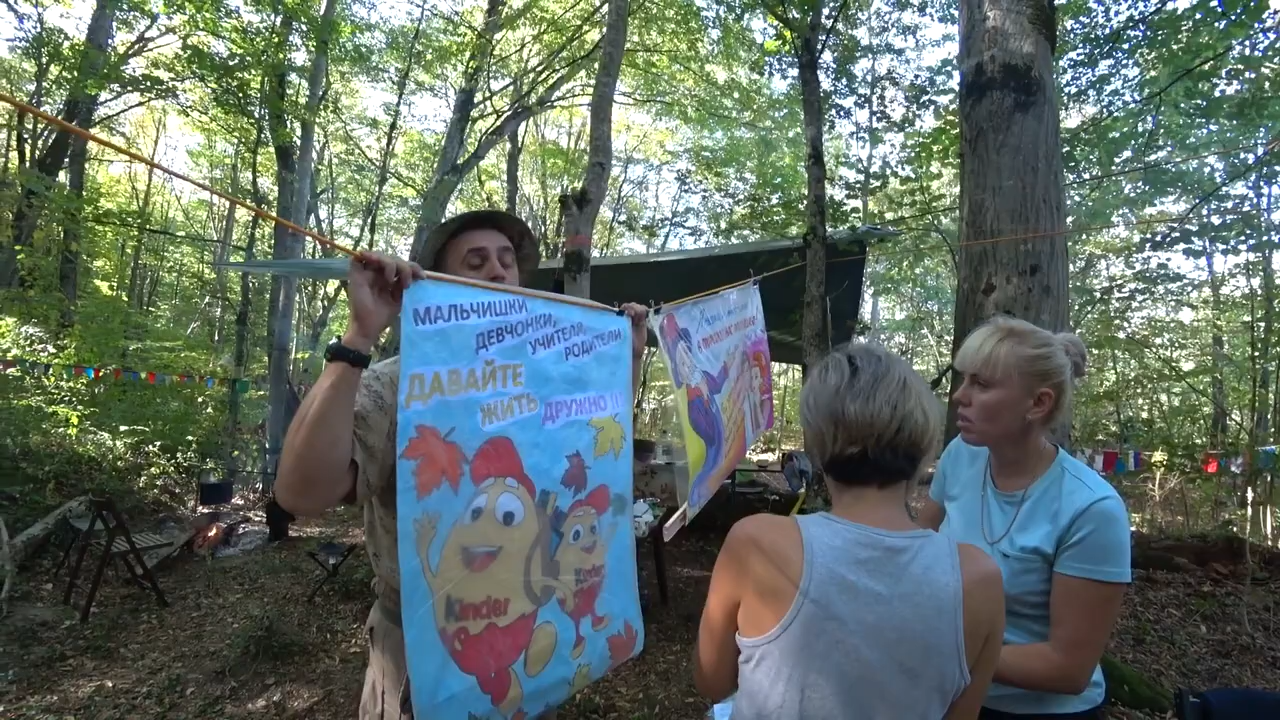 МАЛЬЧИШКИ
ДЕВЧОНКИ,
УЧИТЕЛЯ,
РОДИТЕЛИ
ДАВАЙТЕ
ЖИТЬ ДРУЖНО !!!
Kinder
Kinder